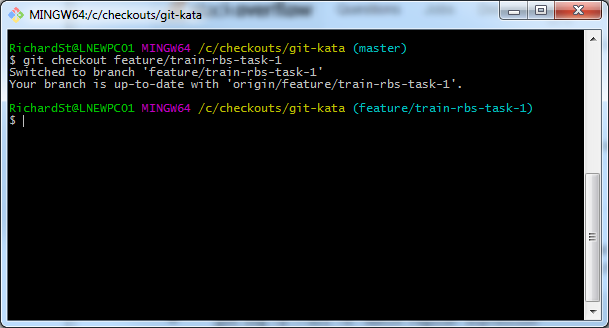 MINGW64:/c/checkouts/git-kata
RichardSt@LNEWPC01 MINGW64 /c/checkouts/git-kata (master)
$ git checkout feature/train-rbs-task-1
Switched to branch 'feature/train-rbs-task-1'
Your branch is up-to-date with 'origin/feature/train-rbs-task-1'.
RichardSt@LNEWPC01 MINGW64 /c/checkouts/git-kata (feature/train-rbs-task-1)
$